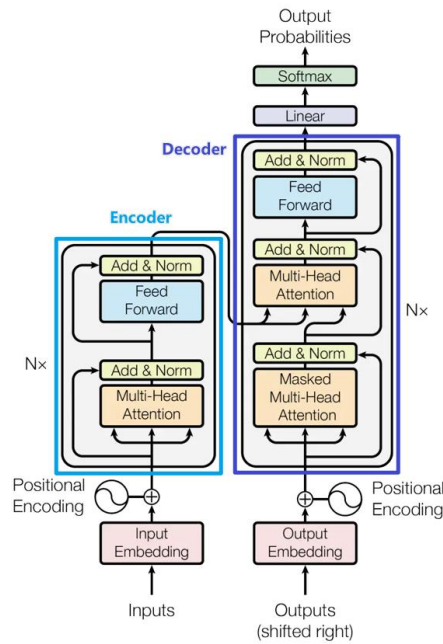 Output
Probabilities
Softmax
Linear
Decoder
Add & Norm
Feed
Forward
Add & Norm
Multi-Head
Attention
Nx
Add & Norm
Masked
Multi-Head
Attention
Encoder
Add & Norm
Feed
Forward
Nx
Add & Norm
Multi-Head
Attention
Positional
Encoding
Positional
Encoding
Input
Embedding
Output
Embedding
Inputs
Outputs
(shifted right)